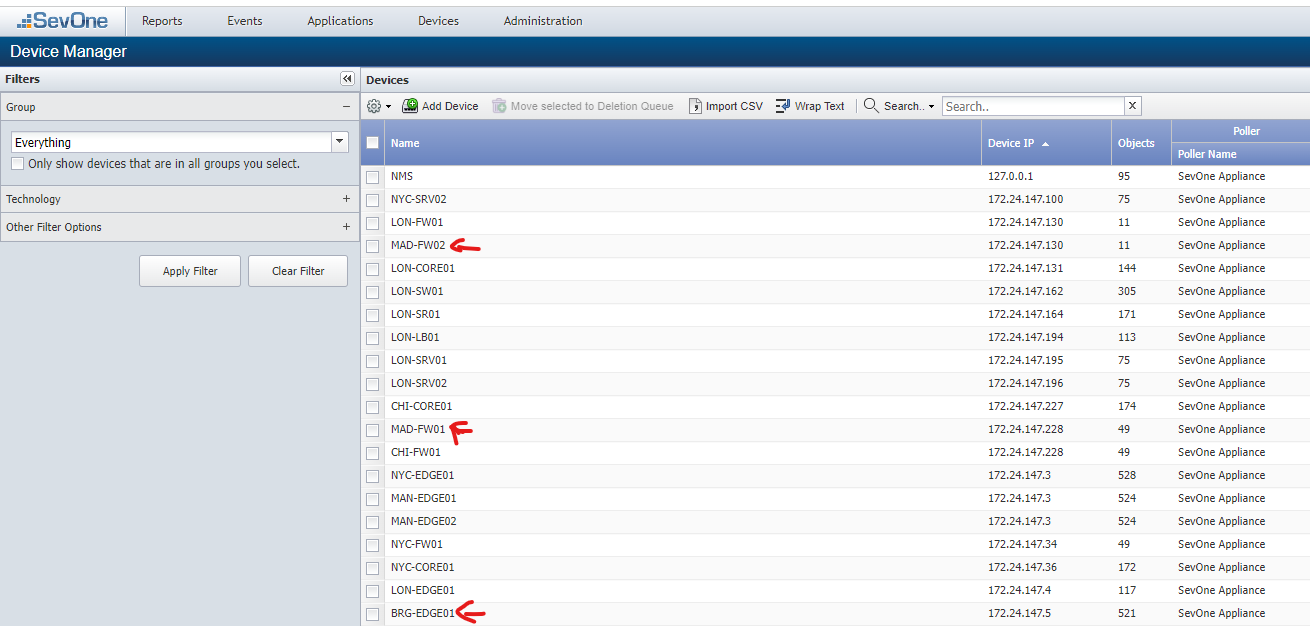 SevOne Reports Events Applications Devices Administration
Device Manager
Filters
Group
Everything
Only show devices that are in all groups you select.
Technology
Other Filter Options
Apply Filter Clear Filter
Devices
Add Device Move selected to Deletion Queue Import CSV Wrap Text Search.. Search..
Name Device IP Objects Poller
Poller Name
NMS 127.0.0.1 95 SevOne Appliance
NYC-SRV02 172.24.147.100 75 SevOne Appliance
LON-FW01 172.24.147.130 11 SevOne Appliance
MAD-FW02 172.24.147.130 11 SevOne Appliance
LON-CORE01 172.24.147.131 144 SevOne Appliance
LON-SW01 172.24.147.162 305 SevOne Appliance
LON-SR01 172.24.147.164 171 SevOne Appliance
LON-LB01 172.24.147.194 113 SevOne Appliance
LON-SRV01 172.24.147.195 75 SevOne Appliance
LON-SRV02 172.24.147.196 75 SevOne Appliance
CHI-CORE01 172.24.147.227 174 SevOne Appliance
MAD-FW01 172.24.147.228 49 SevOne Appliance
CHI-FW01 172.24.147.228 49 SevOne Appliance
NYC-EDGE01 172.24.147.3 528 SevOne Appliance
MAN-EDGE01 172.24.147.3 524 SevOne Appliance
MAN-EDGE02 172.24.147.3 524 SevOne Appliance
NYC-FW01 172.24.147.34 49 SevOne Appliance
NYC-CORE01 172.24.147.36 172 SevOne Appliance
LON-EDGE01 172.24.147.4 117 SevOne Appliance
BRG-EDGE01 172.24.147.5 521 SevOne Appliance